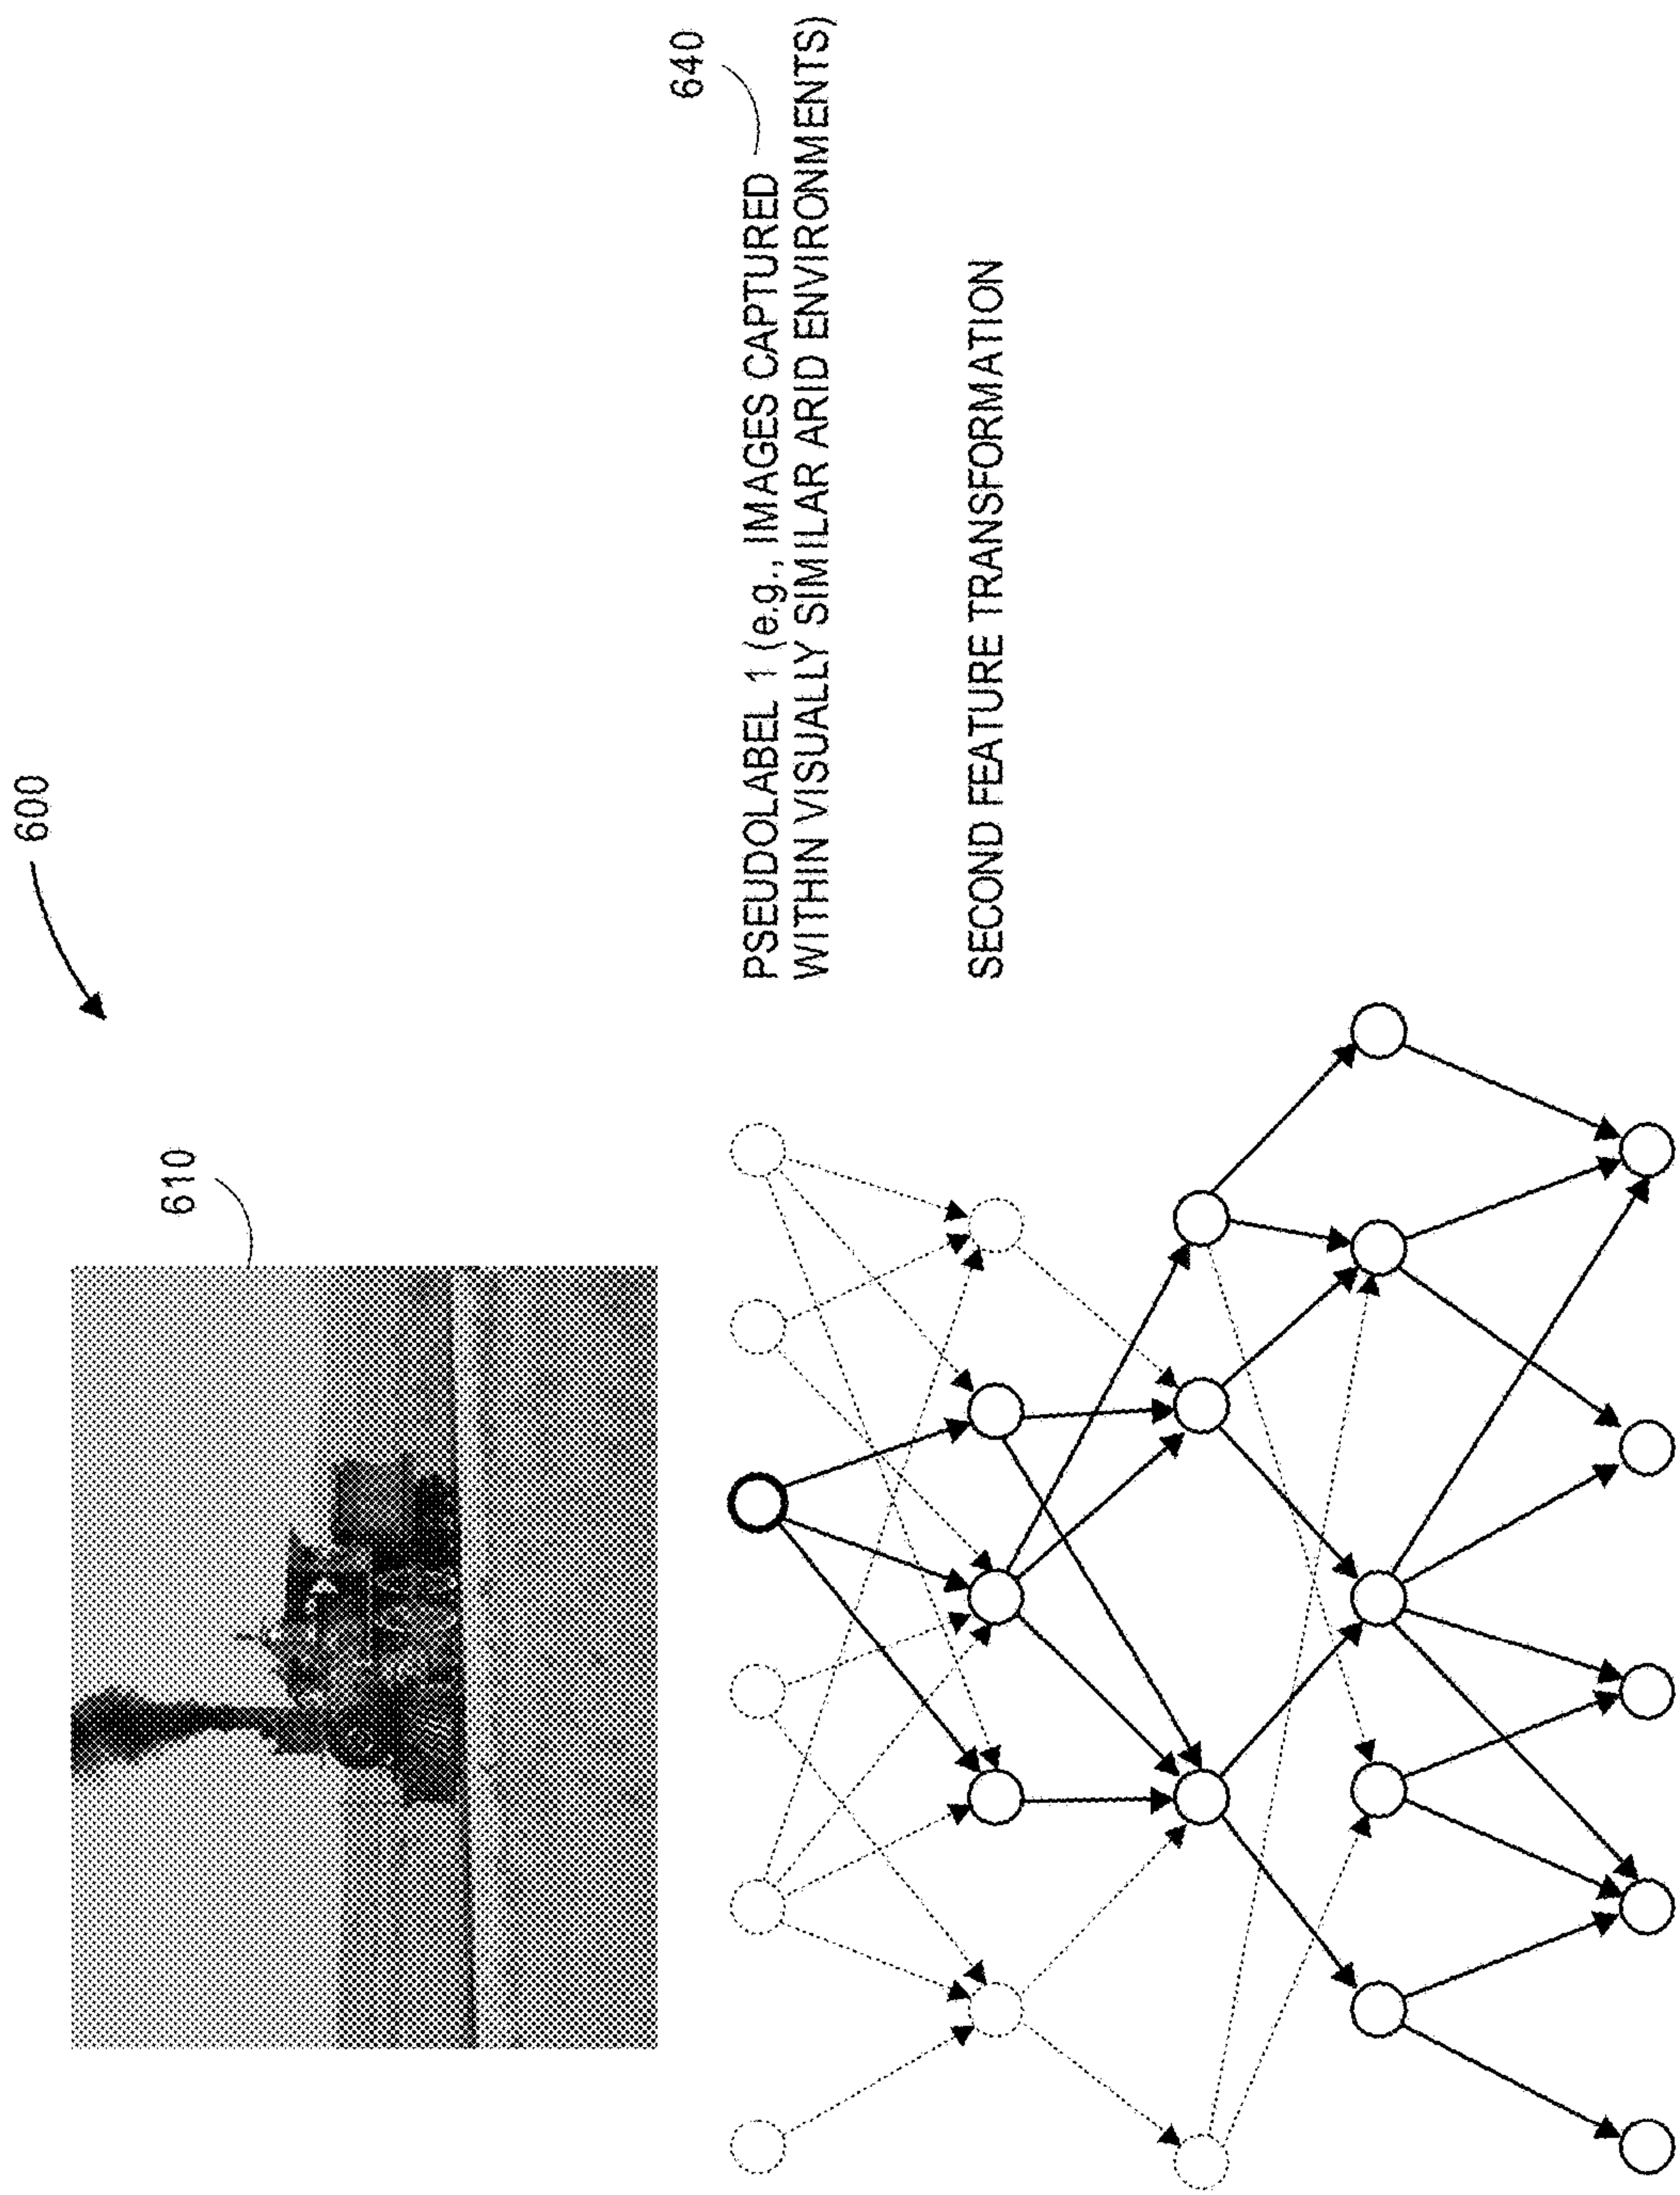 600
610
640
PSEUDOLABEL 1 (e.g., IMAGES CAPTURED
WITHIN VISUALLY SIMILAR ARID ENVIRONMENTS)
SECOND FEATURE TRANSFORMATION